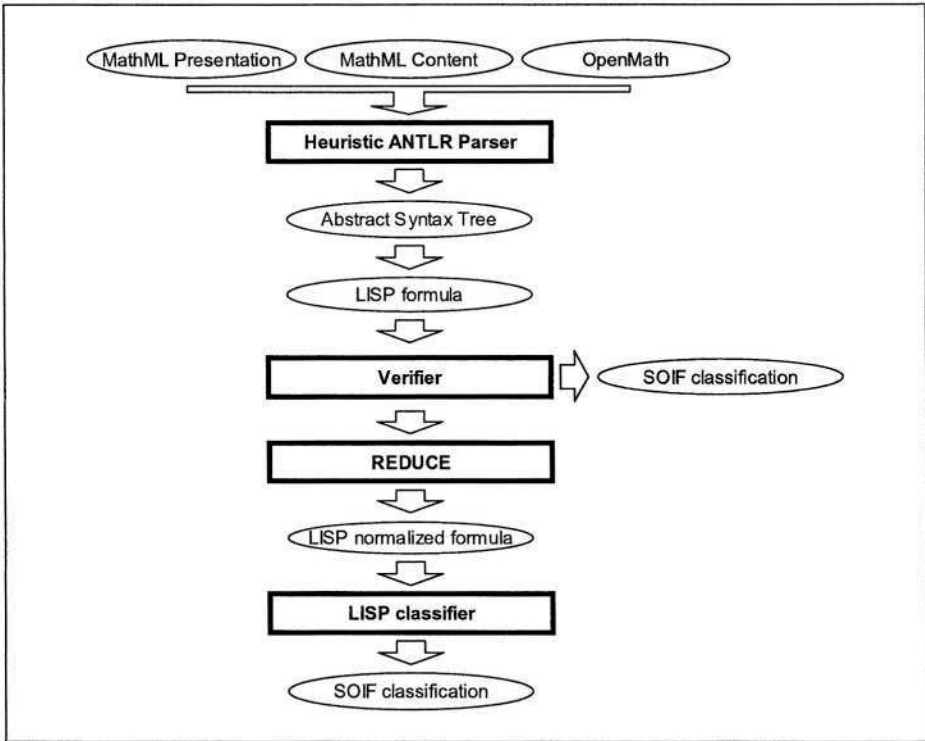 MathML Presentation
MathML Content
OpenMath
Heuristic ANTLR Parser
Abstract Syntax Tree
LISP formula
Verifier
SOIF classification
REDUCE
LISP normalized formula
LISP classifier
SOIF classification